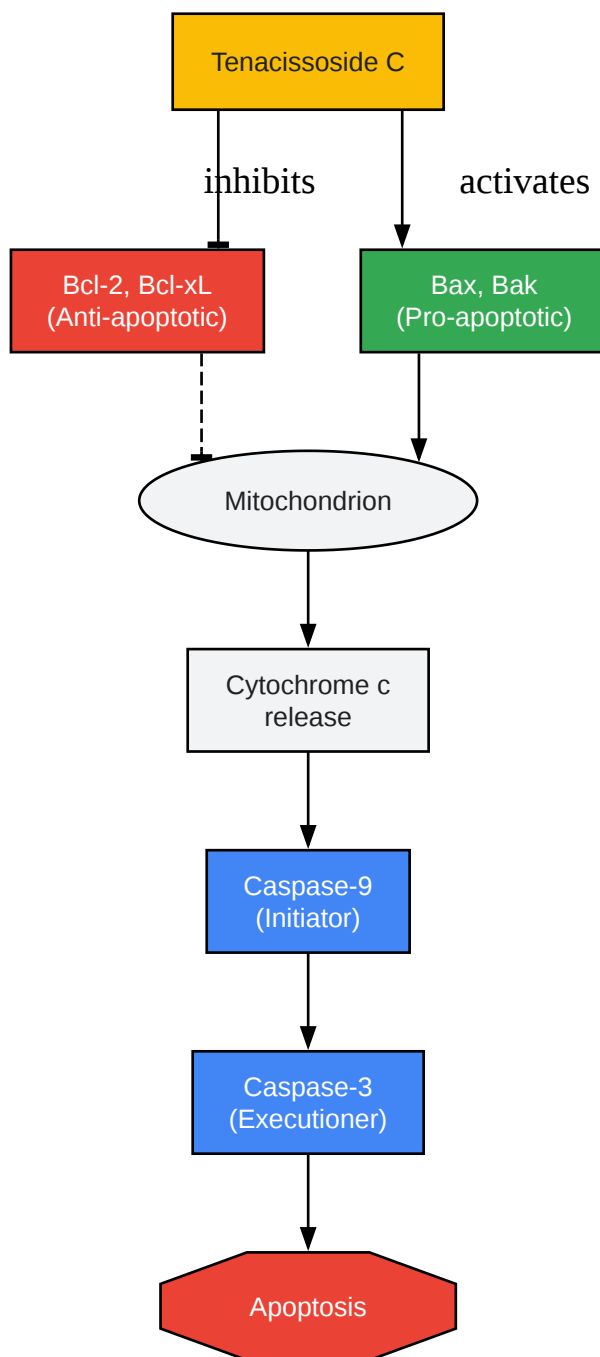 Tenacissoside C
inhibits
activates
Bcl-2, Bcl-xL
(Anti-apoptotic)
Bax, Bak
(Pro-apoptotic)
Mitochondrion
Cytochrome c
release
Caspase-9
(Initiator)
Caspase-3
(Executioner)
Apoptosis